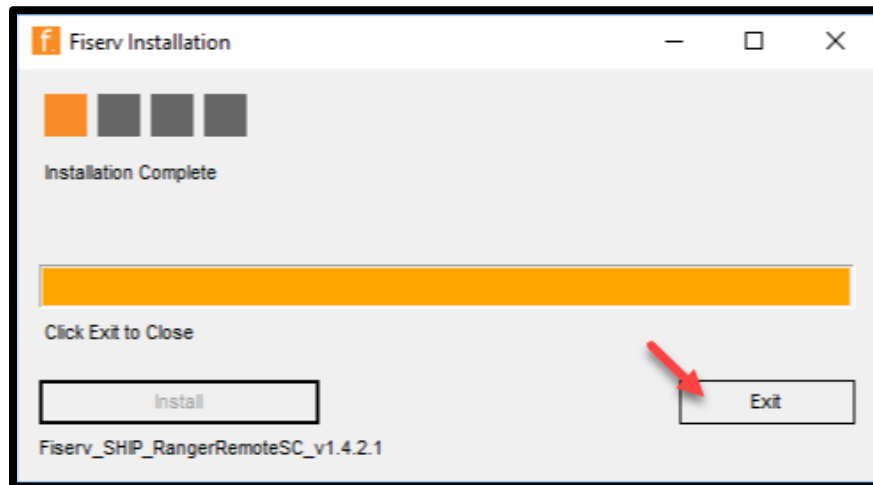 Fiserv Installation
Installation Complete
Click Exit to Close
Install
Exit
Fiserv_SHIP_RangerRemoteSC_v1.4.2.1